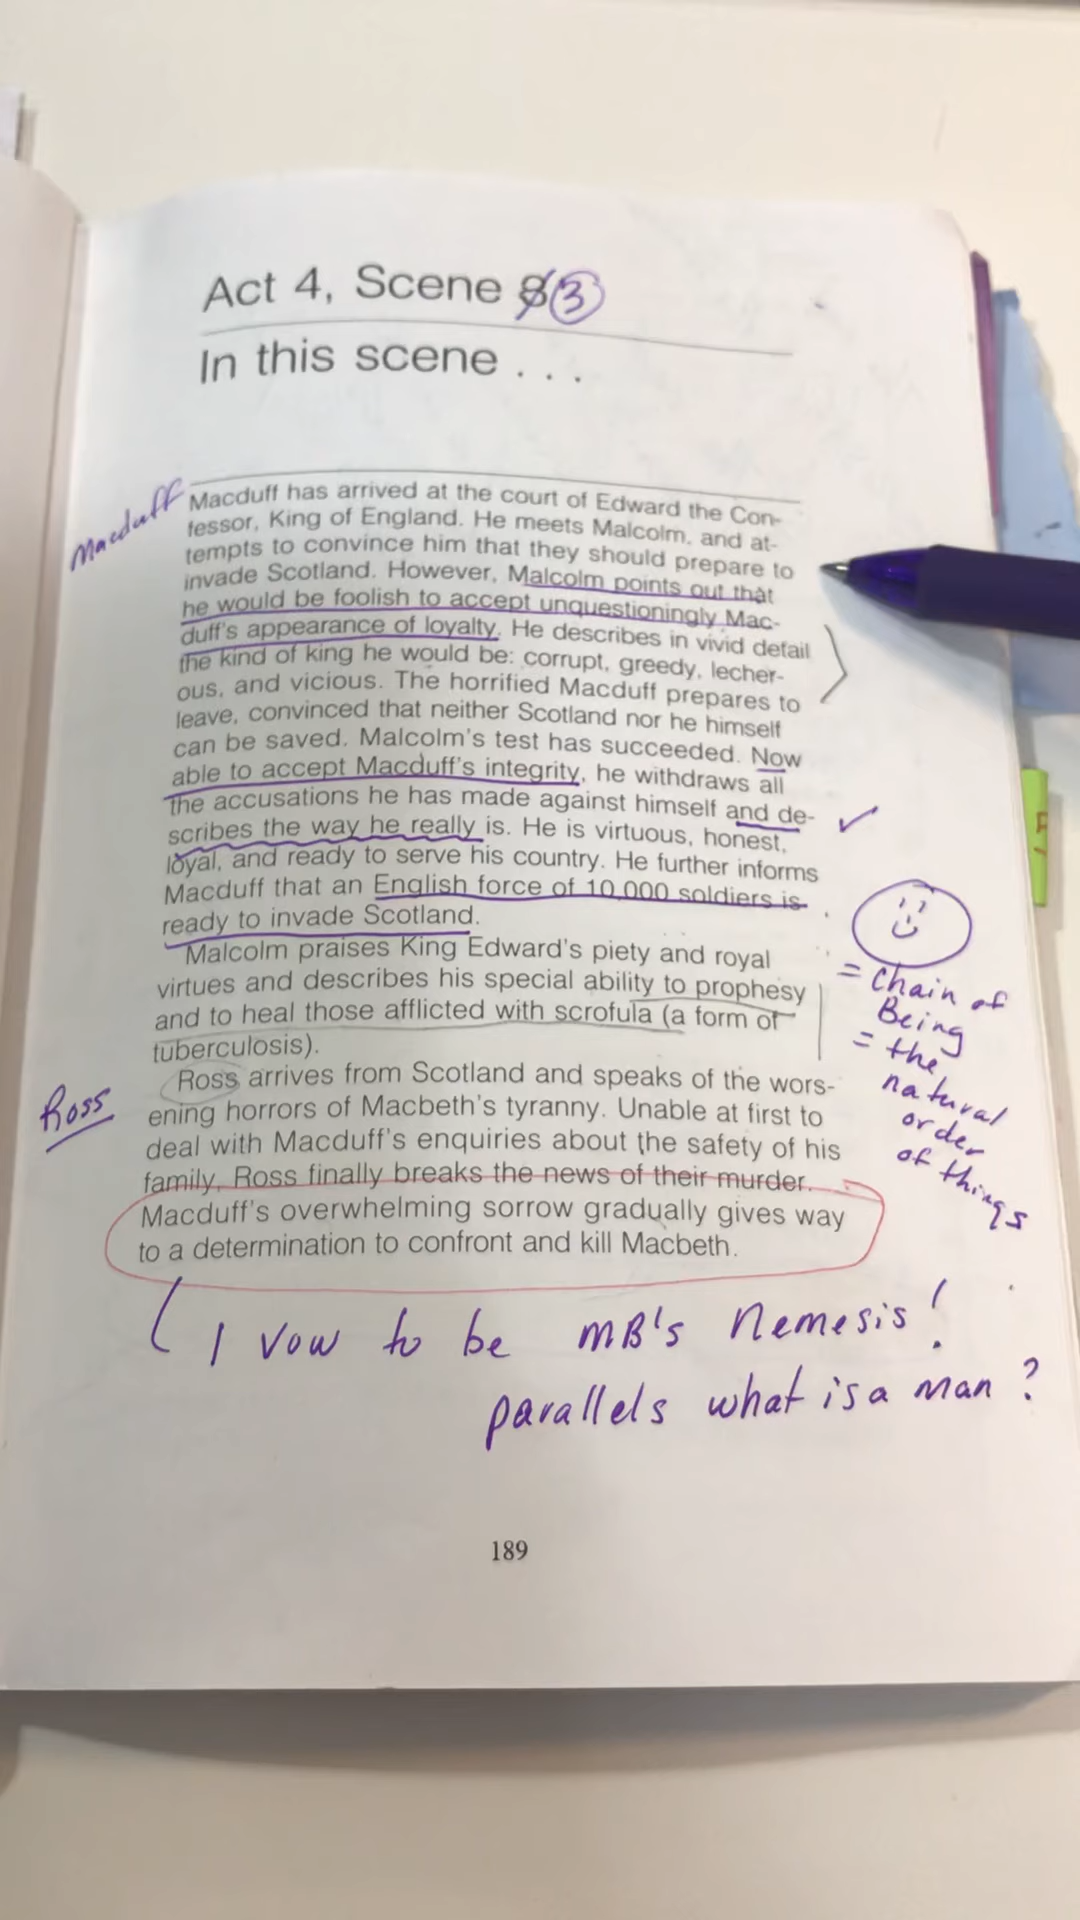 Act 4, Scene 8 3
In this scene . . .
Macduff
Macduff has arrived at the court of Edward the Con-
fessor, King of England. He meets Malcolm, and at-
tempts to convince him that they should prepare to
invade Scotland. However, Malcolm points out that
he would be foolish to accept unquestioningly Mac-
duff's appearance of loyalty. He describes in vivid detail
the kind of king he would be: corrupt, greedy, lecher-
ous, and vicious. The horrified Macduff prepares to
leave, convinced that neither Scotland nor he himself
can be saved. Malcolm's test has succeeded. Now
able to accept Macduff's integrity, he withdraws all
the accusations he has made against himself and de-
scribes the way he really is. He is virtuous, honest,
loyal, and ready to serve his country. He further informs
Macduff that an English force of 10,000 soldiers is
ready to invade Scotland.
Malcolm praises King Edward's piety and royal
virtues and describes his special ability to prophesy
and to heal those afflicted with scrofula (a form of
tuberculosis).
= Chain of
Being
= the
natural
order
of things
Ross
Ross arrives from Scotland and speaks of the wors-
ening horrors of Macbeth's tyranny. Unable at first to
deal with Macduff's enquiries about the safety of his
family, Ross finally breaks the news of their murder.
Macduff's overwhelming sorrow gradually gives way
to a determination to confront and kill Macbeth.
I vow to be MB's Nemesis!
parallels what is a man?
189